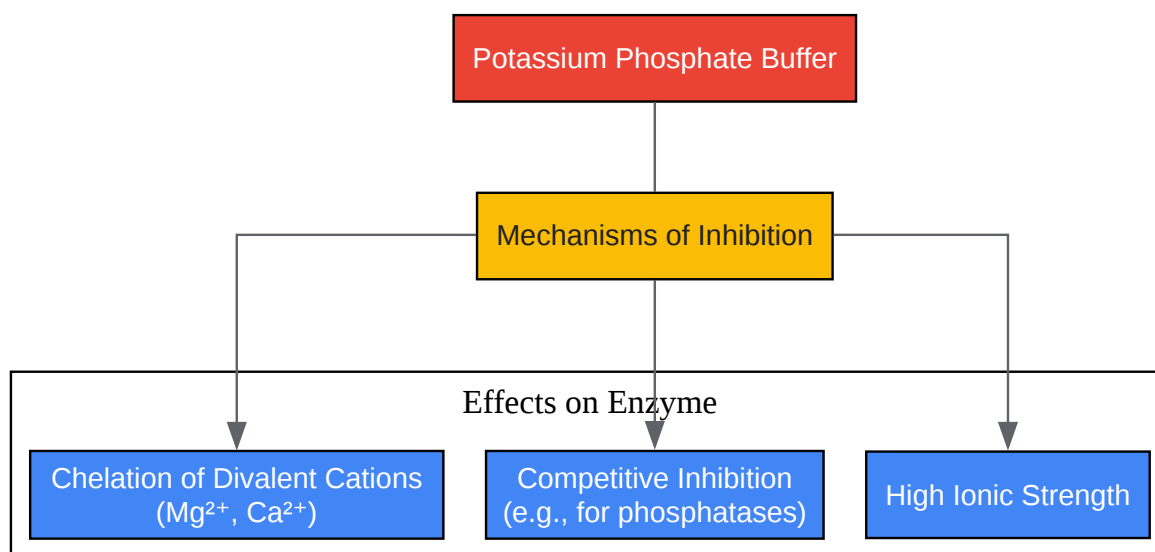 Potassium Phosphate Buffer
Mechanisms of Inhibition
Effects on Enzyme
Chelation of Divalent Cations
(Mg²⁺, Ca²⁺)
Competitive Inhibition
(e.g., for phosphatases)
High Ionic Strength